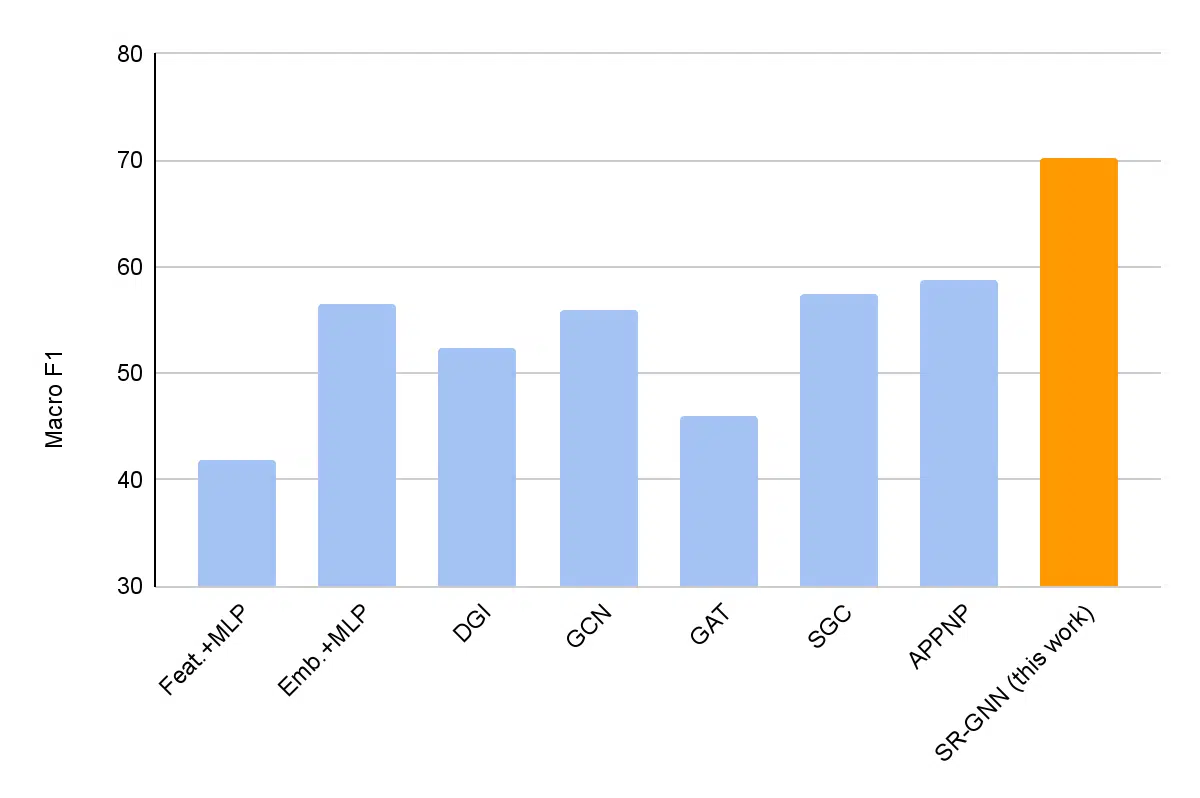 80
70
60
50
40
30
Macro F1
Feat.+MLP
Emb.+MLP
DGI
GCN
GAT
SGC
APPNP
SR-GNN (this work)